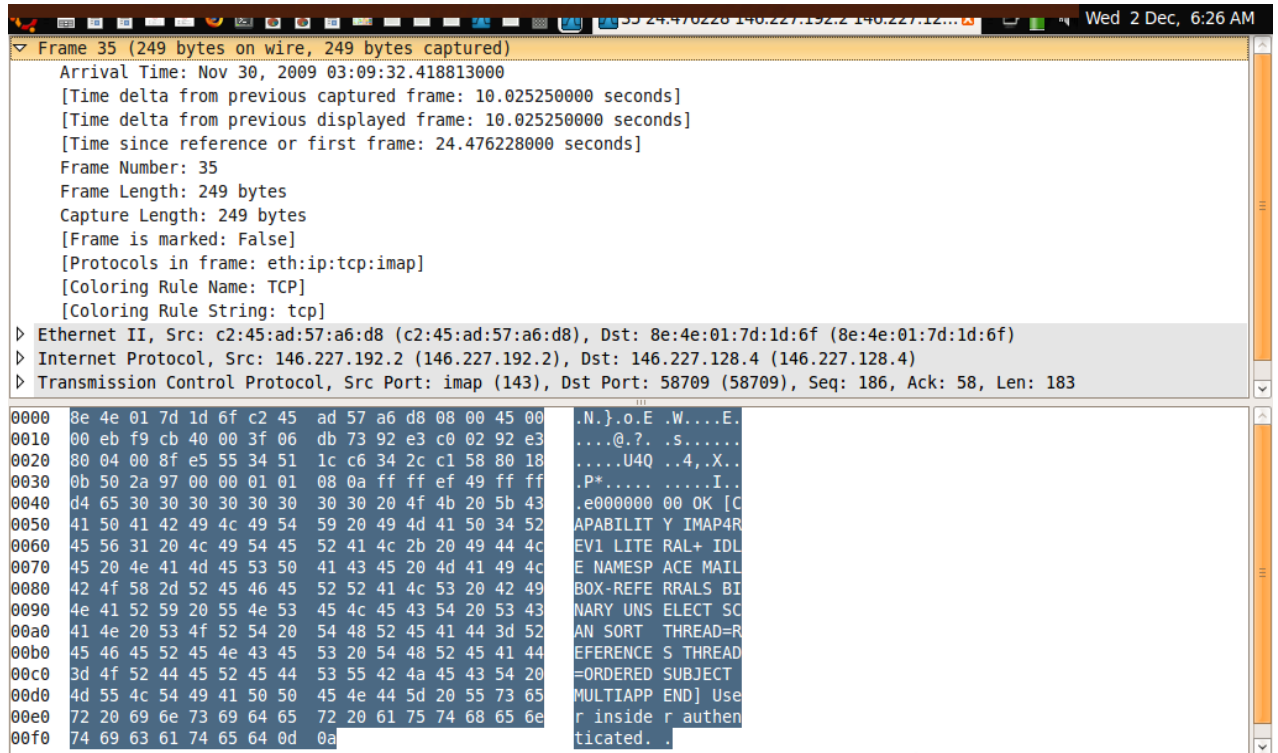 35 24.476228 146.227.192.2 146.227.12... Wed 2 Dec, 6:26 AM
Frame 35 (249 bytes on wire, 249 bytes captured)
Arrival Time: Nov 30, 2009 03:09:32.418813000
[Time delta from previous captured frame: 10.025250000 seconds]
[Time delta from previous displayed frame: 10.025250000 seconds]
[Time since reference or first frame: 24.476228000 seconds]
Frame Number: 35
Frame Length: 249 bytes
Capture Length: 249 bytes
[Frame is marked: False]
[Protocols in frame: eth:ip:tcp:imap]
[Coloring Rule Name: TCP]
[Coloring Rule String: tcp]
Ethernet II, Src: c2:45:ad:57:a6:d8 (c2:45:ad:57:a6:d8), Dst: 8e:4e:01:7d:1d:6f (8e:4e:01:7d:1d:6f)
Internet Protocol, Src: 146.227.192.2 (146.227.192.2), Dst: 146.227.128.4 (146.227.128.4)
Transmission Control Protocol, Src Port: imap (143), Dst Port: 58709 (58709), Seq: 186, Ack: 58, Len: 183
0000 8e 4e 01 7d 1d 6f c2 45 ad 57 a6 d8 08 00 45 00 .N.}.o.E .W....E.
0010 00 eb f9 cb 40 00 3f 06 db 73 92 e3 c0 02 92 e3 ....@.?. .s......
0020 80 04 00 8f e5 55 34 51 1c c6 34 2c c1 58 80 18 .....U4Q ..4,.X..
0030 0b 50 2a 97 00 00 01 01 08 0a ff ff ef 49 ff ff .P*..... .....I..
0040 d4 65 30 30 30 30 30 30 30 30 20 4f 4b 20 5b 43 .e000000 00 OK [C
0050 41 50 41 42 49 4c 49 54 59 20 49 4d 41 50 34 52 APABILIT Y IMAP4R
0060 45 56 31 20 4c 49 54 45 52 41 4c 2b 20 49 44 4c EV1 LITE RAL+ IDL
0070 45 20 4e 41 4d 45 53 50 41 43 45 20 4d 41 49 4c E NAMESP ACE MAIL
0080 42 4f 58 2d 52 45 46 45 52 52 41 4c 53 20 42 49 BOX-REFE RRALS BI
0090 4e 41 52 59 20 55 4e 53 45 4c 45 43 54 20 53 43 NARY UNS ELECT SC
00a0 41 4e 20 53 4f 52 54 20 54 48 52 45 41 44 3d 52 AN SORT THREAD=R
00b0 45 46 45 52 45 4e 43 45 53 20 54 48 52 45 41 44 EFERENCE S THREAD
00c0 3d 4f 52 44 45 52 45 44 53 55 42 4a 45 43 54 20 =ORDERED SUBJECT
00d0 4d 55 4c 54 49 41 50 50 45 4e 44 5d 20 55 73 65 MULTIAPP END] Use
00e0 72 20 69 6e 73 69 64 65 72 20 61 75 74 68 65 6e r inside r authen
00f0 74 69 63 61 74 65 64 0d 0a ticated. .